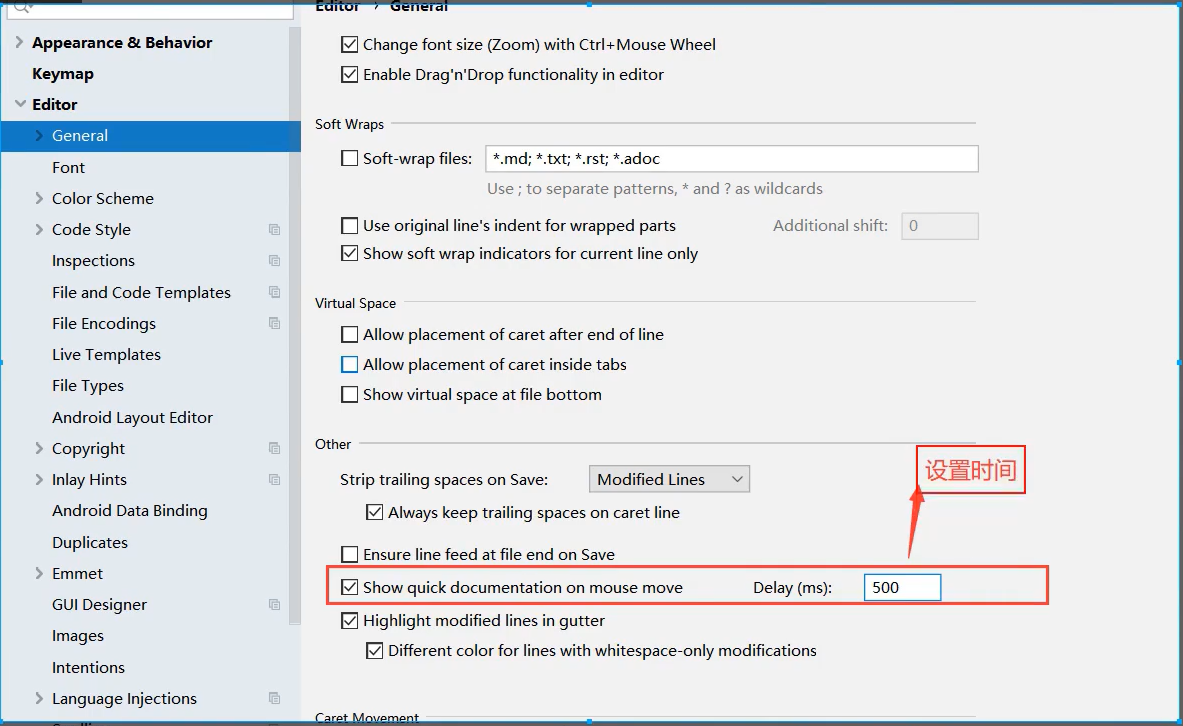 Editor › General
Appearance & Behavior
Keymap
Editor
General
Font
Color Scheme
Code Style
Inspections
File and Code Templates
File Encodings
Live Templates
File Types
Android Layout Editor
Copyright
Inlay Hints
Android Data Binding
Duplicates
Emmet
GUI Designer
Images
Intentions
Language Injections
Change font size (Zoom) with Ctrl+Mouse Wheel
Enable Drag'n'Drop functionality in editor
Soft Wraps
Soft-wrap files: *.md; *.txt; *.rst; *.adoc
Use ; to separate patterns, * and ? as wildcards
Use original line's indent for wrapped parts Additional shift: 0
Show soft wrap indicators for current line only
Virtual Space
Allow placement of caret after end of line
Allow placement of caret inside tabs
Show virtual space at file bottom
Other
设置时间
Strip trailing spaces on Save: Modified Lines
Always keep trailing spaces on caret line
Ensure line feed at file end on Save
Show quick documentation on mouse move Delay (ms): 500
Highlight modified lines in gutter
Different color for lines with whitespace-only modifications
Caret Movement